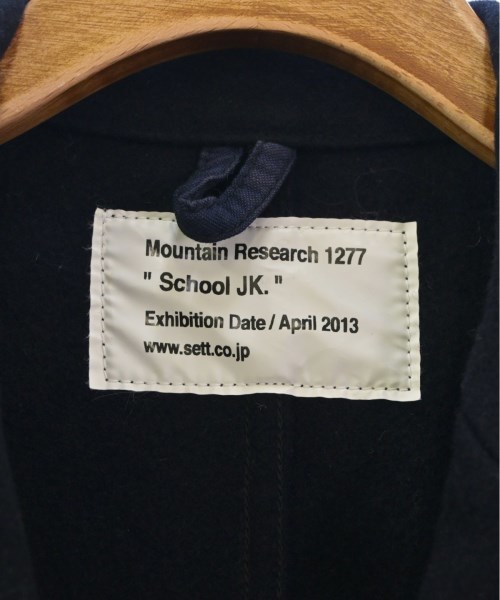 Mountain Research 1277
" School JK. "
Exhibition Date / April 2013
www.sett.co.jp